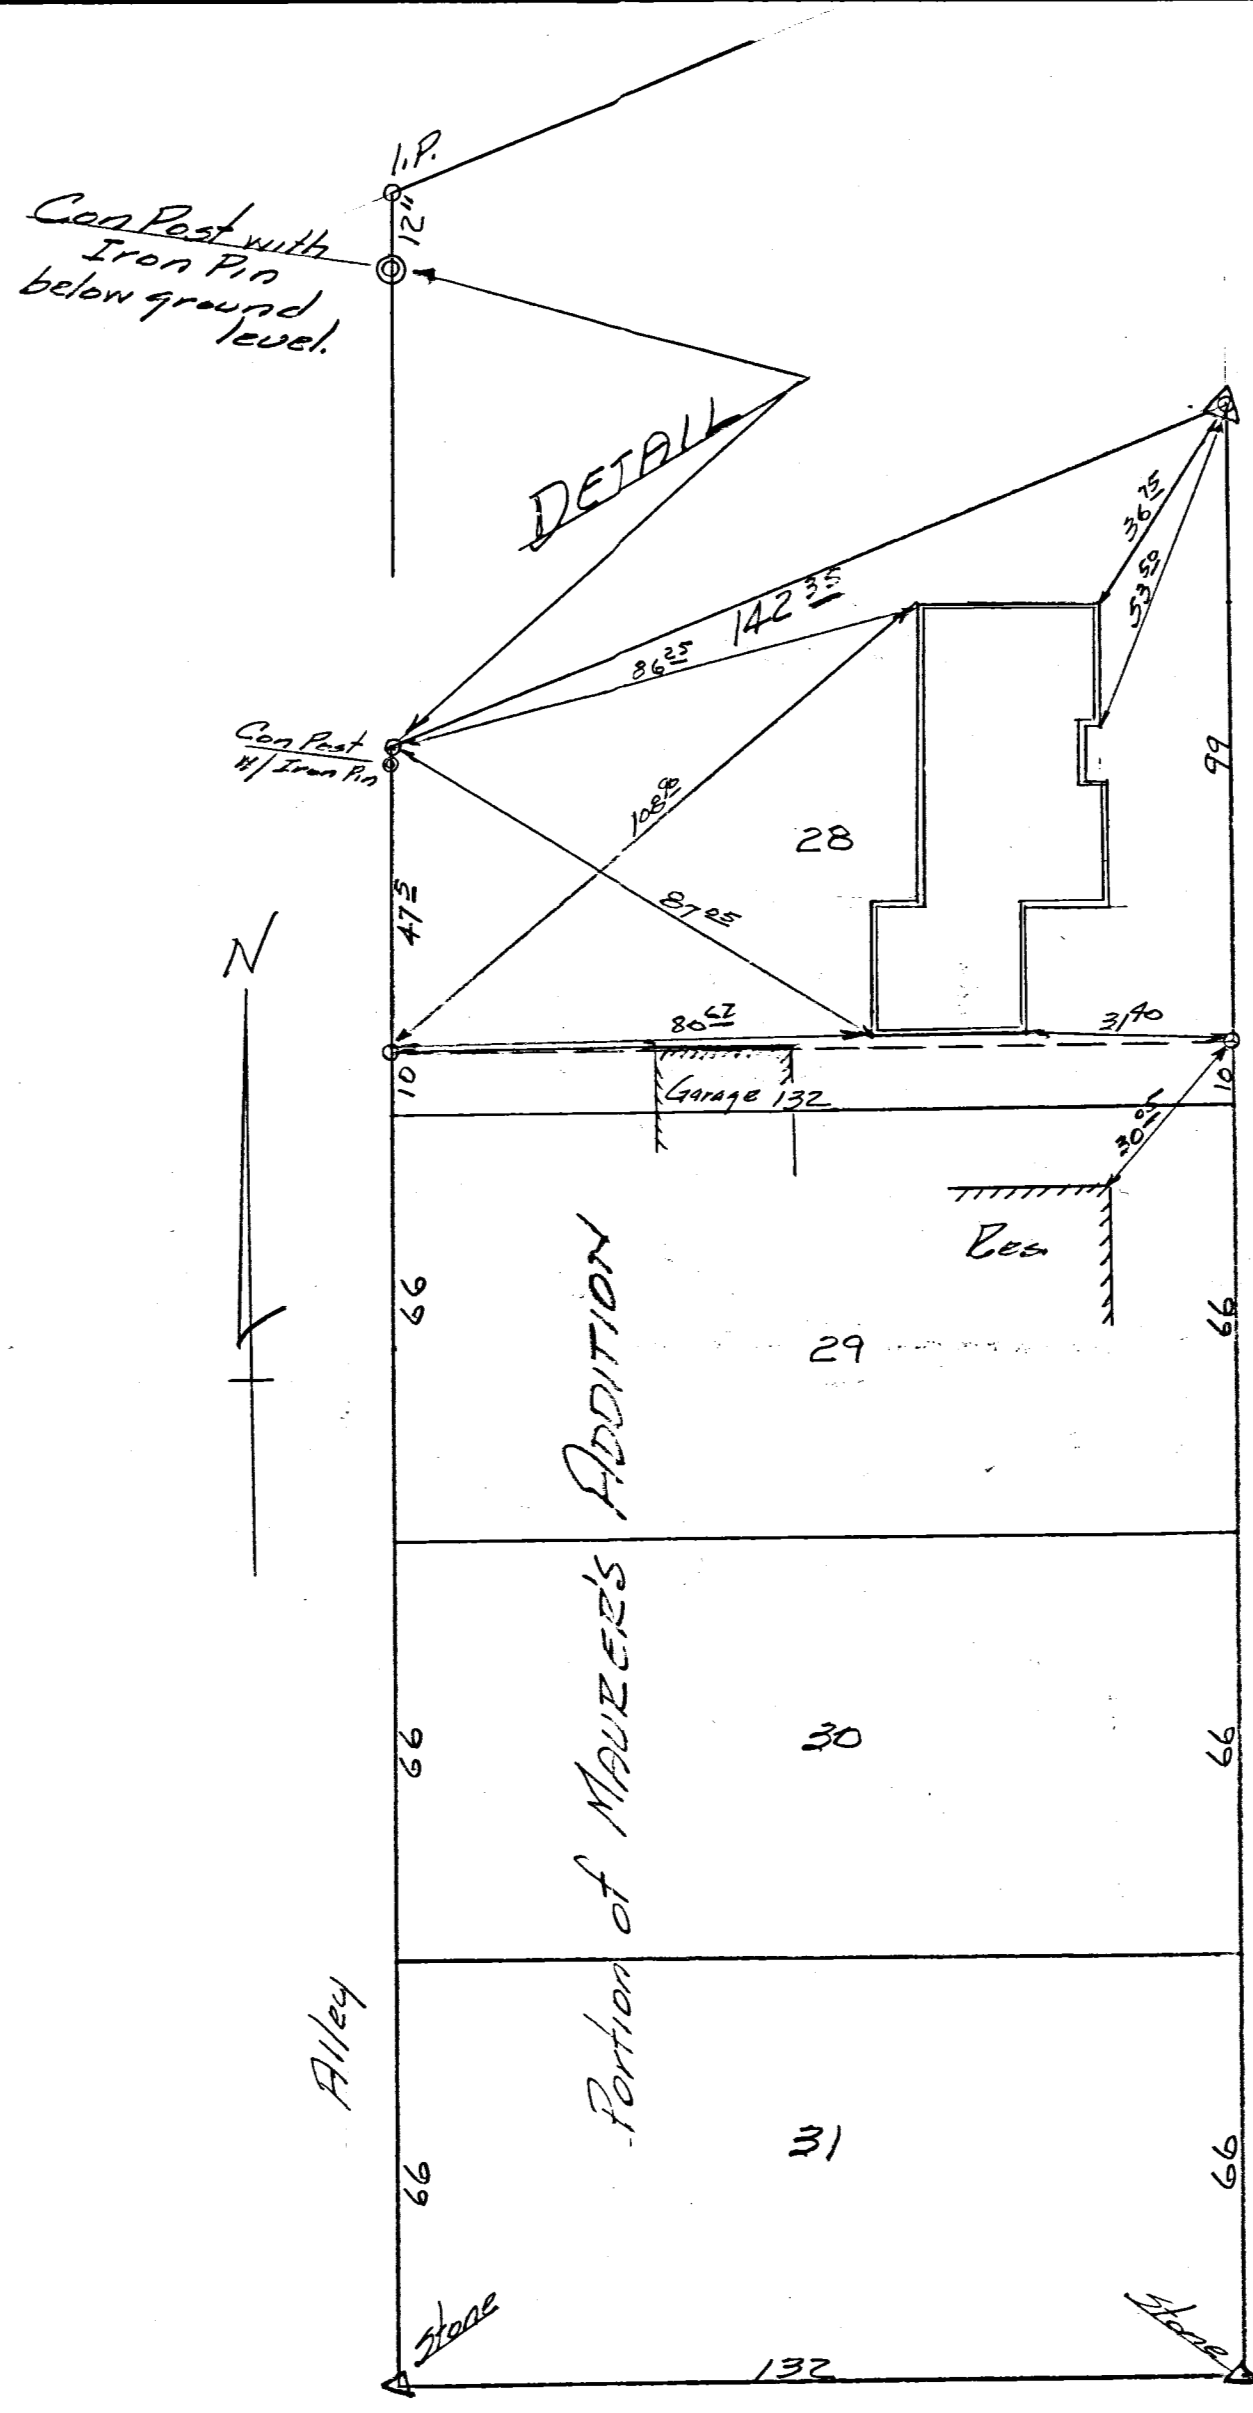 I.P.
12"
Con Post with
Iron Pin
below ground
level.
DETAIL
36 75
53 50
142 35
86 25
Con Post
W/ Iron Pin
99
108 90
28
47 5
87 25
N
80 62
31 40
10
Garage 132
10
30 05
Res.
66
29
66
Portion of MAURER'S ADDITION
66
30
66
Alley
31
66
66
Stone
Stone
132